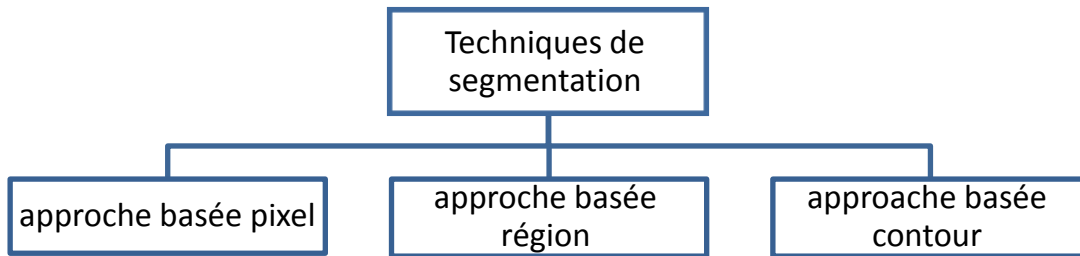 Techniques de
segmentation
approche basée pixel
approche basée
région
approache basée
contour